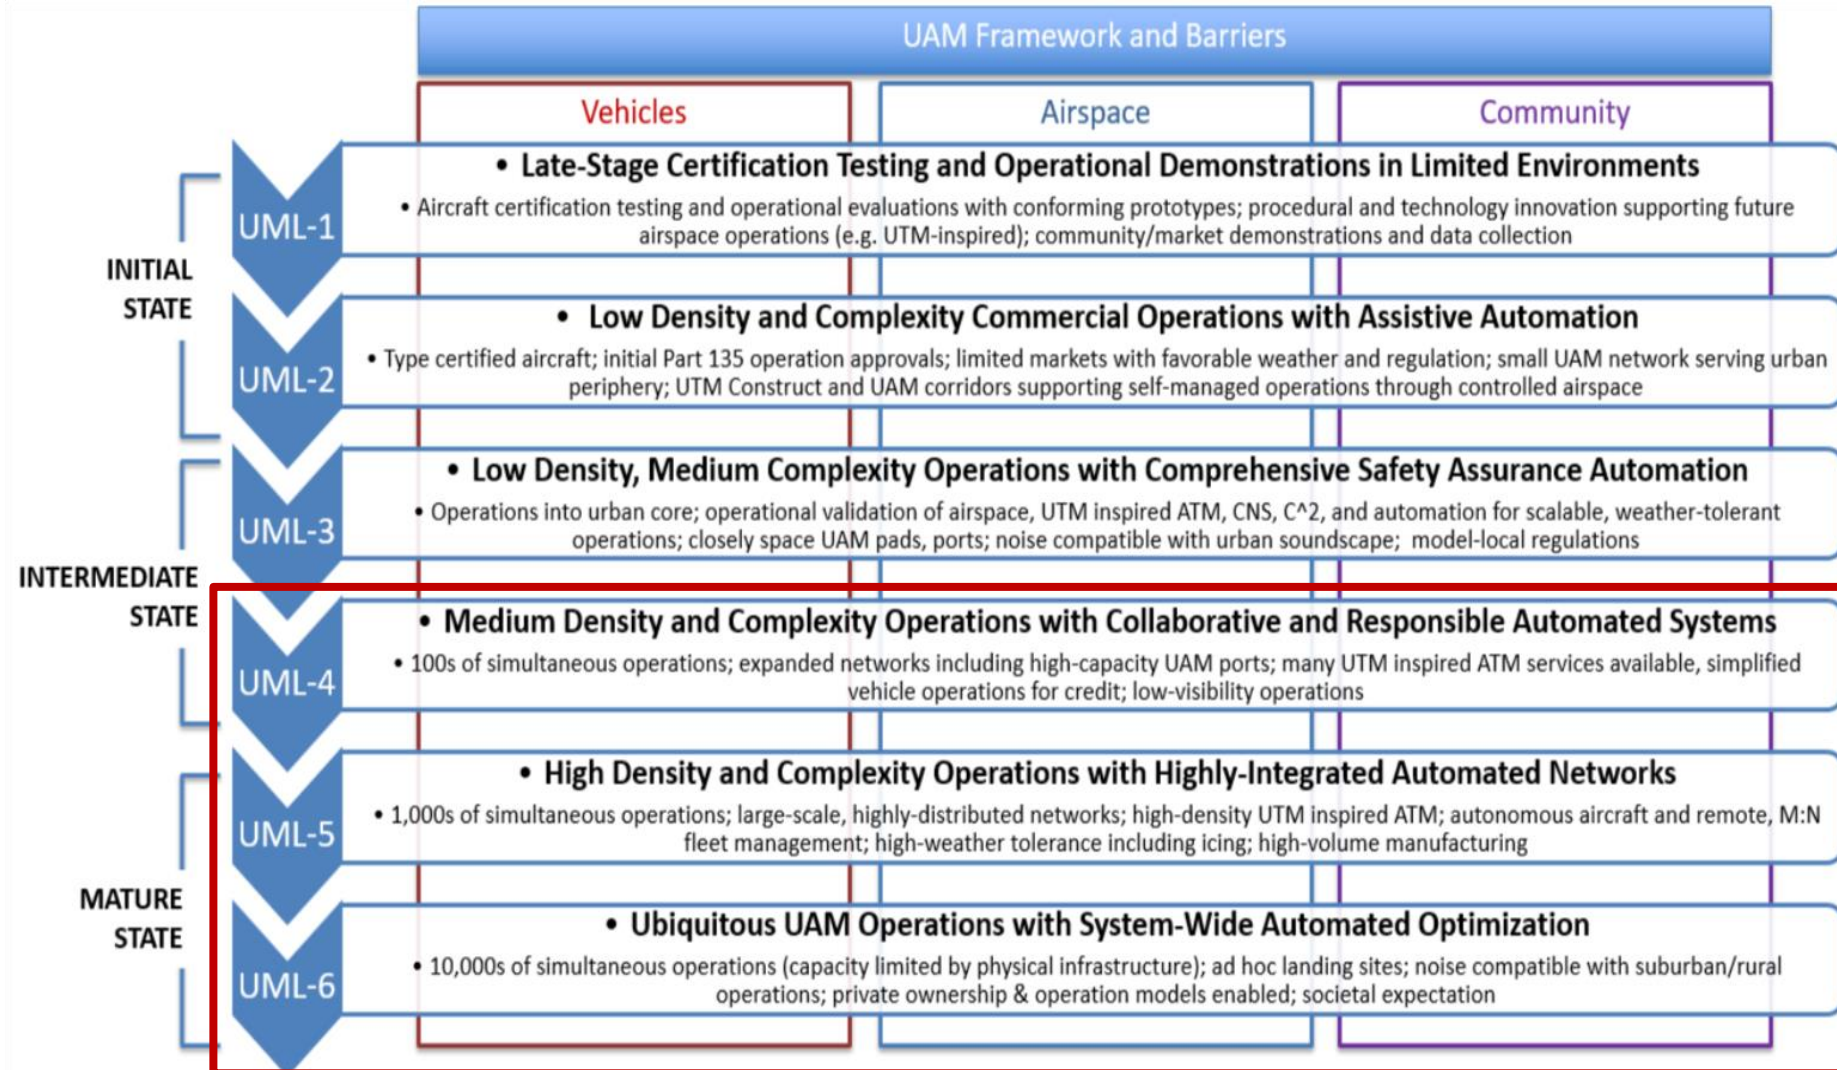 UAM Framework and Barriers
Vehicles
Airspace
Community
INITIAL
STATE
UML-1
• Late-Stage Certification Testing and Operational Demonstrations in Limited Environments
• Aircraft certification testing and operational evaluations with conforming prototypes; procedural and technology innovation supporting future
airspace operations (e.g. UTM-inspired); community/market demonstrations and data collection
UML-2
• Low Density and Complexity Commercial Operations with Assistive Automation
• Type certified aircraft; initial Part 135 operation approvals; limited markets with favorable weather and regulation; small UAM network serving urban
periphery; UTM Construct and UAM corridors supporting self-managed operations through controlled airspace
INTERMEDIATE
STATE
UML-3
• Low Density, Medium Complexity Operations with Comprehensive Safety Assurance Automation
• Operations into urban core; operational validation of airspace, UTM inspired ATM, CNS, C^2, and automation for scalable, weather-tolerant
operations; closely space UAM pads, ports; noise compatible with urban soundscape; model-local regulations
UML-4
• Medium Density and Complexity Operations with Collaborative and Responsible Automated Systems
• 100s of simultaneous operations; expanded networks including high-capacity UAM ports; many UTM inspired ATM services available, simplified
vehicle operations for credit; low-visibility operations
MATURE
STATE
UML-5
• High Density and Complexity Operations with Highly-Integrated Automated Networks
• 1,000s of simultaneous operations; large-scale, highly-distributed networks; high-density UTM inspired ATM; autonomous aircraft and remote, M:N
fleet management; high-weather tolerance including icing; high-volume manufacturing
UML-6
• Ubiquitous UAM Operations with System-Wide Automated Optimization
• 10,000s of simultaneous operations (capacity limited by physical infrastructure); ad hoc landing sites; noise compatible with suburban/rural
operations; private ownership & operation models enabled; societal expectation